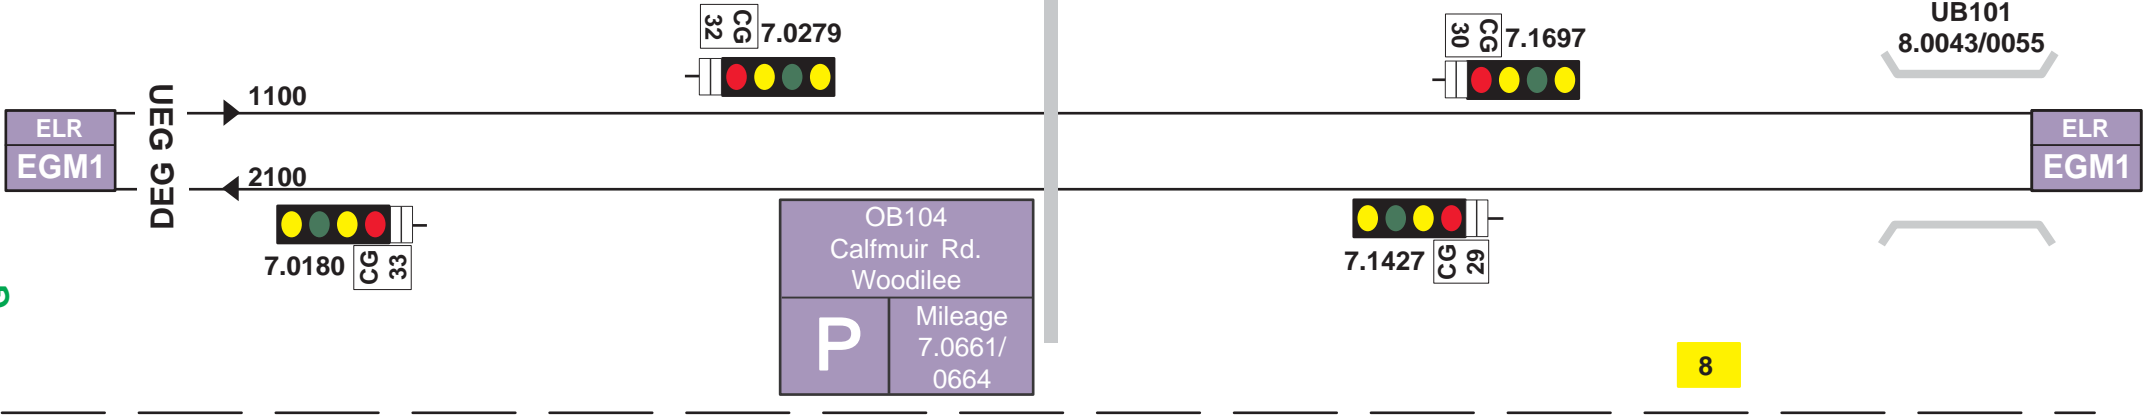 CG
32
7.0279
CG
30
7.1697
UB101
8.0043/0055
ELR
EGM1
UEG
DEG
1100
2100
ELR
EGM1
7.0180
CG
33
OB104
Calfmuir Rd.
Woodilee
P
Mileage
7.0661/
0664
7.1427
CG
29
8